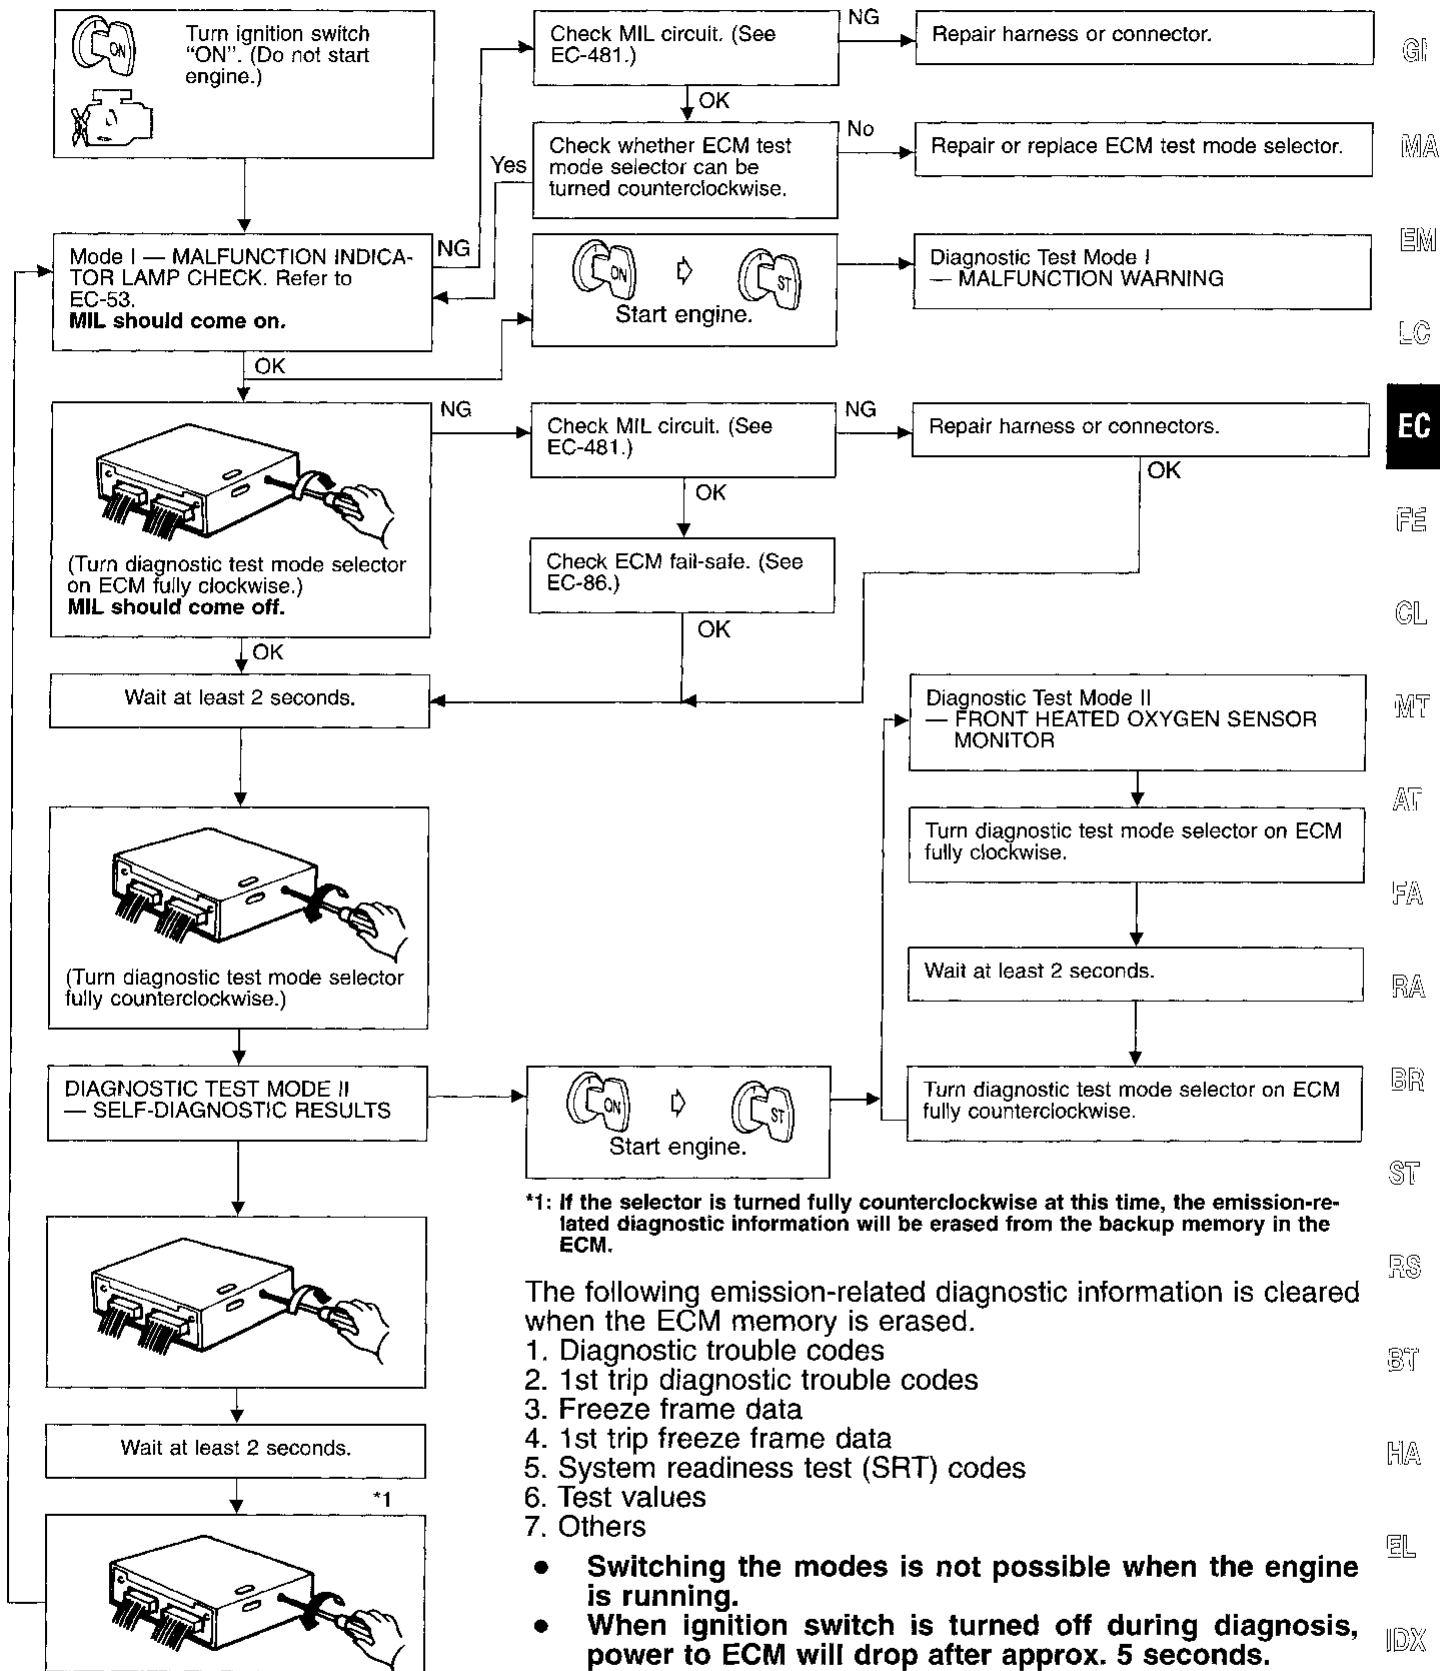 ON
Turn ignition switch
"ON". (Do not start
engine.)
Check MIL circuit. (See
EC-481.)
NG
Repair harness or connector.
OK
Check whether ECM test
mode selector can be
turned counterclockwise.
Yes
No
Repair or replace ECM test mode selector.
Mode I — MALFUNCTION INDICA-
TOR LAMP CHECK. Refer to
EC-53.
MIL should come on.
NG
OK
ON
ST
Start engine.
Diagnostic Test Mode I
— MALFUNCTION WARNING
(Turn diagnostic test mode selector
on ECM fully clockwise.)
MIL should come off.
NG
Check MIL circuit. (See
EC-481.)
NG
Repair harness or connectors.
OK
OK
Check ECM fail-safe. (See
EC-86.)
OK
OK
Wait at least 2 seconds.
(Turn diagnostic test mode selector
fully counterclockwise.)
DIAGNOSTIC TEST MODE II
— SELF-DIAGNOSTIC RESULTS
ON
ST
Start engine.
Diagnostic Test Mode II
— FRONT HEATED OXYGEN SENSOR
MONITOR
Turn diagnostic test mode selector on ECM
fully clockwise.
Wait at least 2 seconds.
Turn diagnostic test mode selector on ECM
fully counterclockwise.
Wait at least 2 seconds.
*1
*1: If the selector is turned fully counterclockwise at this time, the emission-re-
lated diagnostic information will be erased from the backup memory in the
ECM.
The following emission-related diagnostic information is cleared
when the ECM memory is erased.
1. Diagnostic trouble codes
2. 1st trip diagnostic trouble codes
3. Freeze frame data
4. 1st trip freeze frame data
5. System readiness test (SRT) codes
6. Test values
7. Others
● Switching the modes is not possible when the engine
is running.
● When ignition switch is turned off during diagnosis,
power to ECM will drop after approx. 5 seconds.
GI
MA
EM
LC
EC
FE
CL
MT
AT
FA
RA
BR
ST
RS
BT
HA
EL
IDX